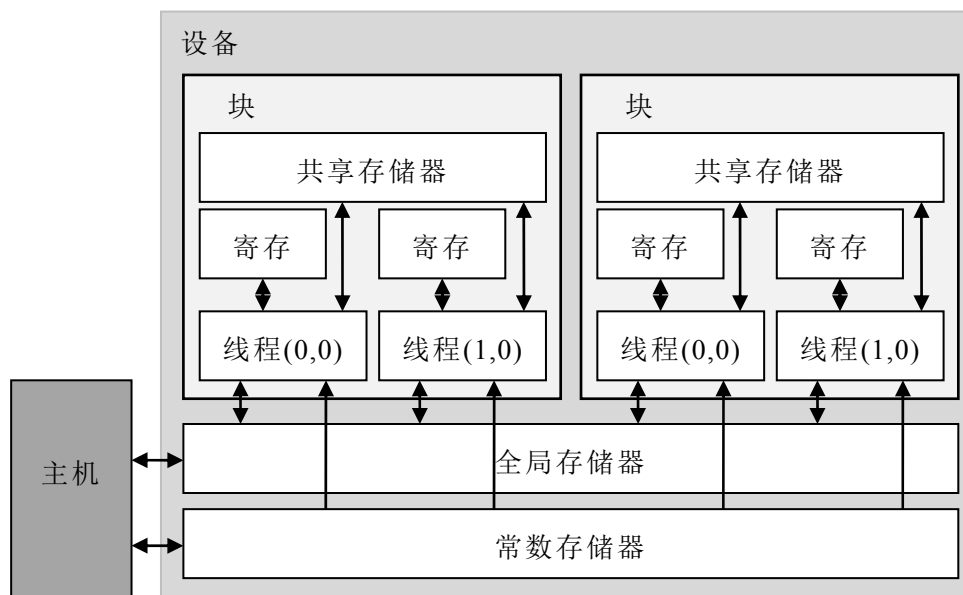 设备
块
块
共享存储器
共享存储器
寄存
寄存
寄存
寄存
线程(0,0)
线程(1,0)
线程(0,0)
线程(1,0)
主机
全局存储器
常数存储器